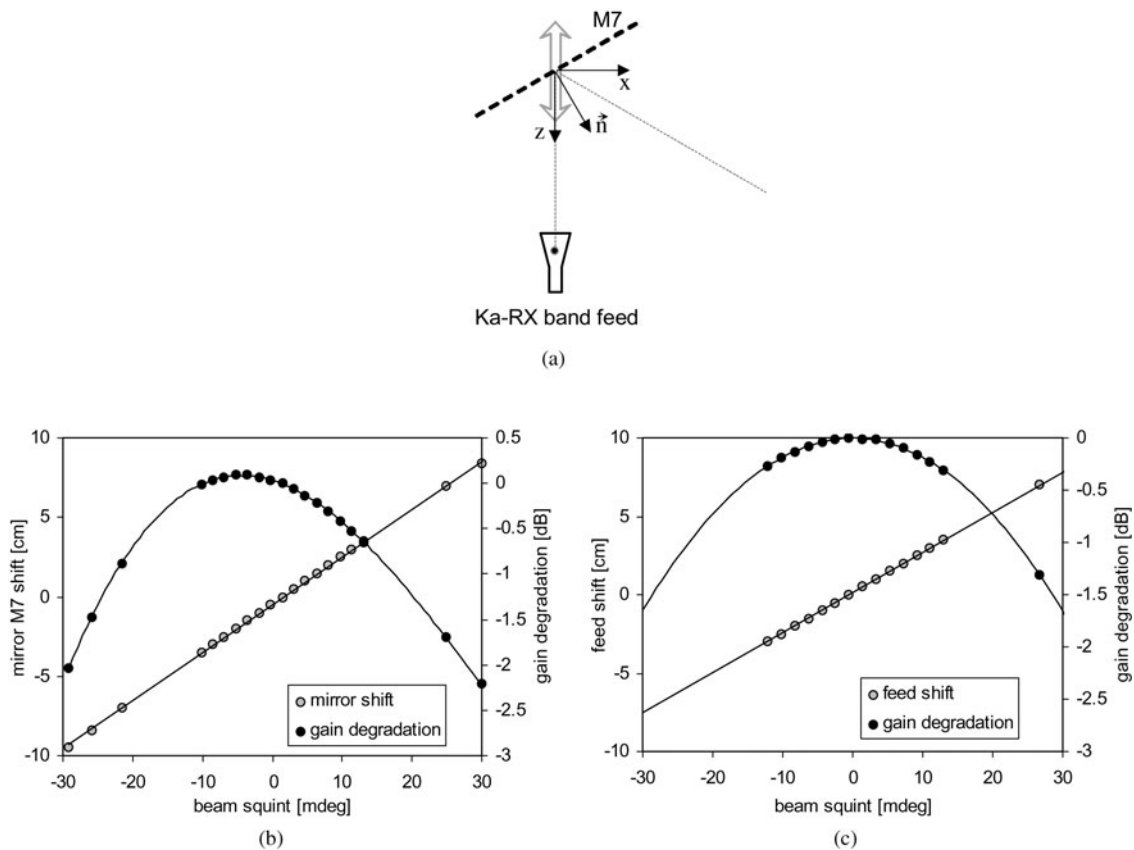 M7
x
z
n
Ka-RX band feed
(a)
10
5
0
-5
-10
mirror M7 shift [cm]
0.5
0
-0.5
-1
-1.5
-2
-2.5
-3
gain degradation [dB]
mirror shift
gain degradation
-30 -20 -10 0 10 20 30
beam squint [mdeg]
(b)
10
5
0
-5
-10
feed shift [cm]
0
-0.5
-1
-1.5
-2
-2.5
-3
gain degradation [dB]
feed shift
gain degradation
-30 -20 -10 0 10 20 30
beam squint [mdeg]
(c)